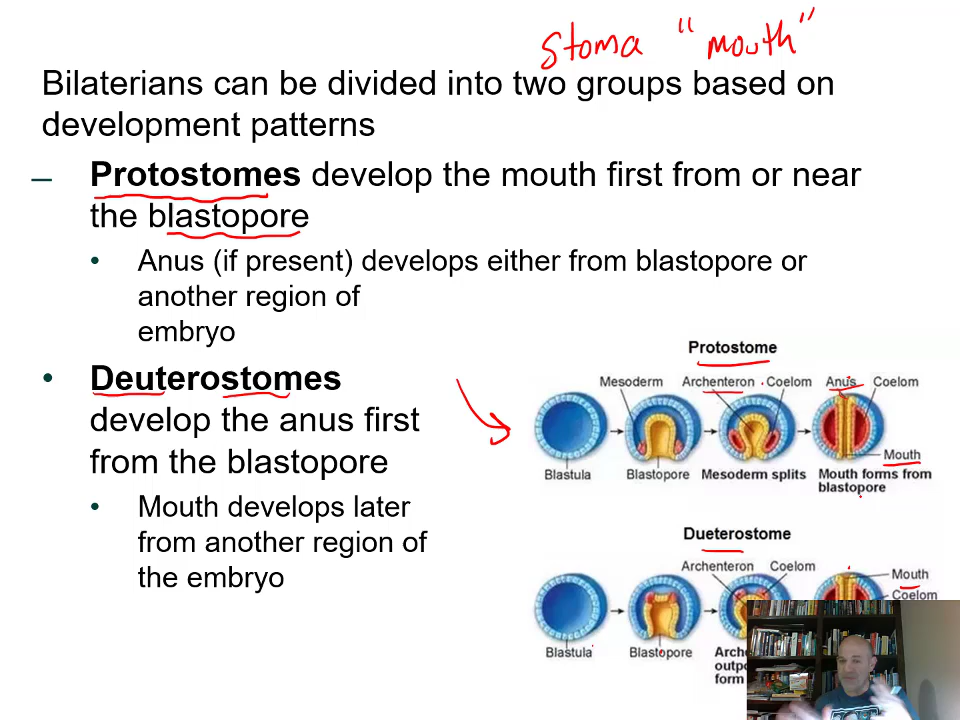 stoma "mouth"
Bilaterians can be divided into two groups based on
development patterns
– Protostomes develop the mouth first from or near
the blastopore
• Anus (if present) develops either from blastopore or
another region of
embryo
• Deuterostomes
develop the anus first
from the blastopore
• Mouth develops later
from another region of
the embryo
Protostome
Mesoderm Archenteron Coelom Anus Coelom
Mouth
Blastula Blastopore Mesoderm splits Mouth forms from
blastopore
Dueterostome
Archenteron Coelom
Mouth
Coelom
Blastula Blastopore Arche
outpo
form